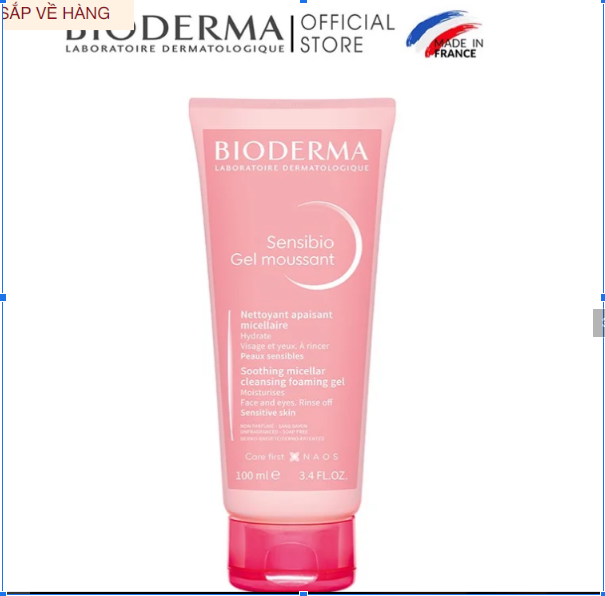 SẮP VỀ HÀNG
BIODERMA
LABORATOIRE DERMATOLOGIQUE
OFFICIAL
STORE
MADE IN
FRANCE
BIODERMA
LABORATOIRE DERMATOLOGIQUE
Sensibio
Gel moussant
Nettoyant apaisant
micellaire
Hydrate
Visage et yeux. À rincer
Peaux sensibles
Soothing micellar
cleansing foaming gel
Moisturises
Face and eyes. Rinse off
Sensitive skin
Care first NAOS
100 ml ℮ 3.4 FL.OZ.